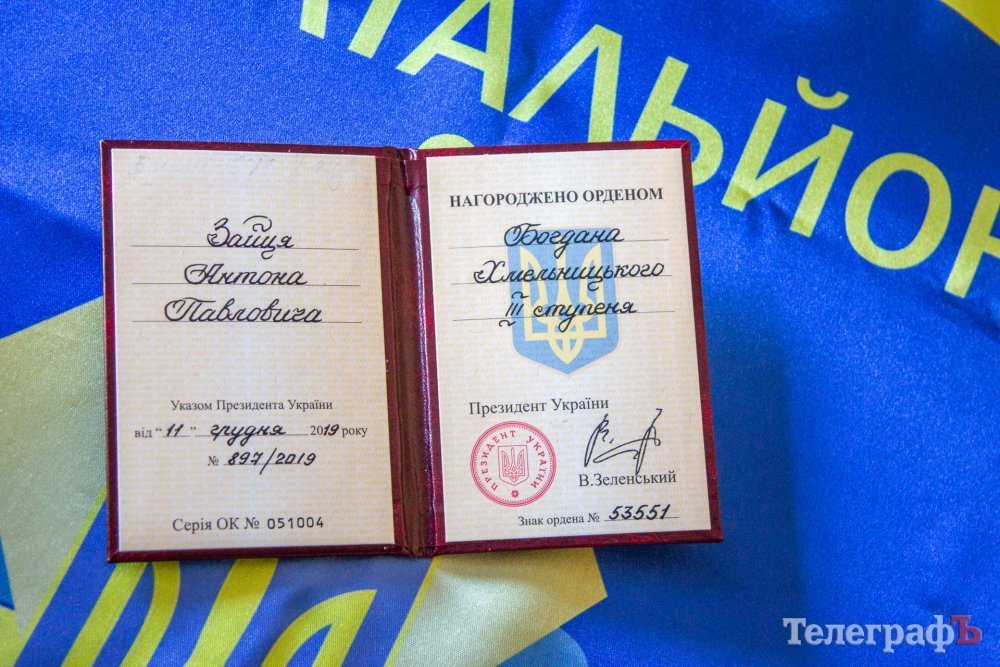 АТАЛЬЙОН
Зайця
Антона
Павловича
Указом Президента України
від "11" грудня 2019 року
№ 897/2019
Серія ОК № 051004
НАГОРОДЖЕНО ОРДЕНОМ
Богдана
Хмельницького
III ступеня
Президент України
ПРЕЗИДЕНТ УКРАЇНИ
В.Зеленський
Знак ордена № 53551
ТелеграфЪ